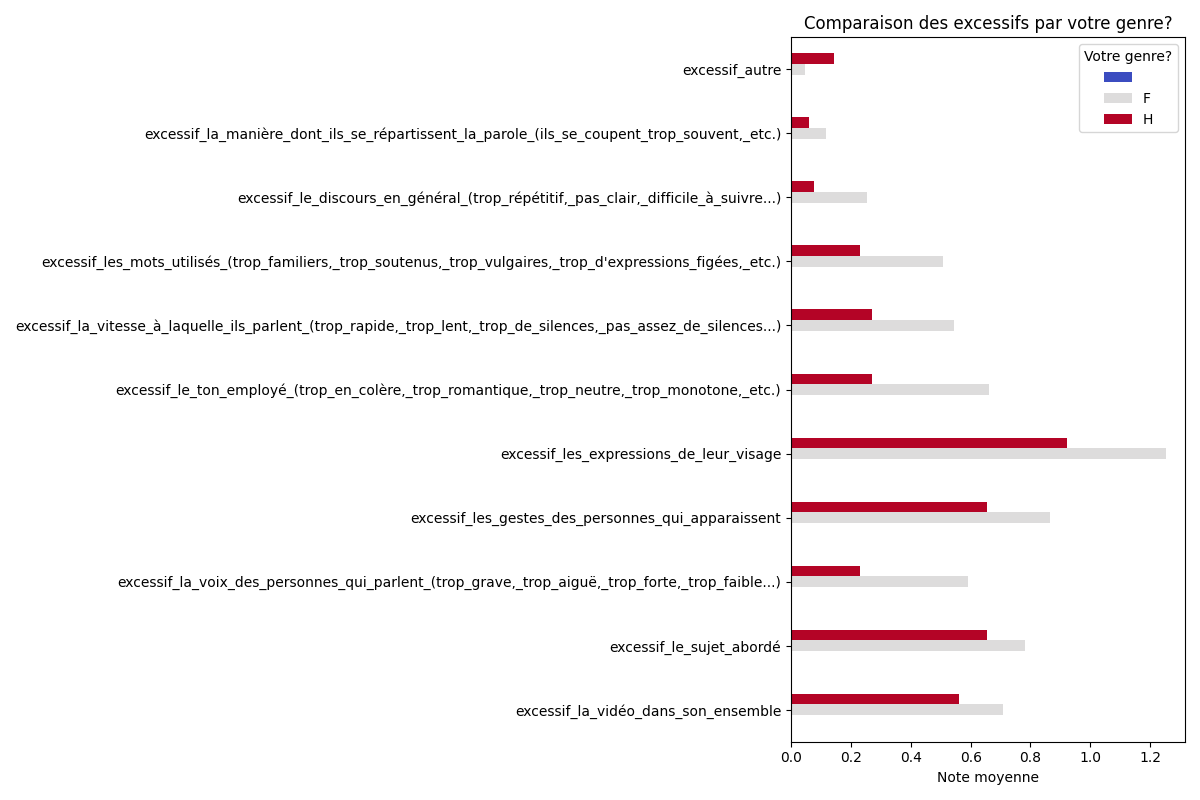 Comparaison des excessifs par votre genre?
Votre genre?
F
H
excessif_autre
excessif_la_manière_dont_ils_se_répartissent_la_parole_(ils_se_coupent_trop_souvent,_etc.)
excessif_le_discours_en_général_(trop_répétitif,_pas_clair,_difficile_à_suivre...)
excessif_les_mots_utilisés_(trop_familiers,_trop_soutenus,_trop_vulgaires,_trop_d'expressions_figées,_etc.)
excessif_la_vitesse_à_laquelle_ils_parlent_(trop_rapide,_trop_lent,_trop_de_silences,_pas_assez_de_silences...)
excessif_le_ton_employé_(trop_en_colère,_trop_romantique,_trop_neutre,_trop_monotone,_etc.)
excessif_les_expressions_de_leur_visage
excessif_les_gestes_des_personnes_qui_apparaissent
excessif_la_voix_des_personnes_qui_parlent_(trop_grave,_trop_aiguë,_trop_forte,_trop_faible...)
excessif_le_sujet_abordé
excessif_la_vidéo_dans_son_ensemble
0.0 0.2 0.4 0.6 0.8 1.0 1.2
Note moyenne